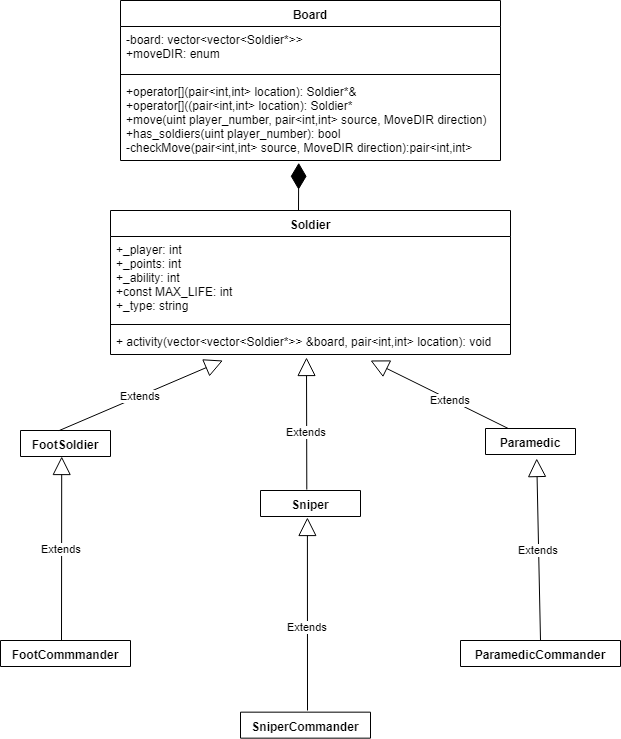 Board
-board: vector<vector<Soldier*>>
+moveDIR: enum
+operator[](pair<int,int> location): Soldier*&
+operator[]((pair<int,int> location): Soldier*
+move(uint player_number, pair<int,int> source, MoveDIR direction)
+has_soldiers(uint player_number): bool
-checkMove(pair<int,int> source, MoveDIR direction):pair<int,int>
Soldier
+_player: int
+_points: int
+_ability: int
+const MAX_LIFE: int
+_type: string
+ activity(vector<vector<Soldier*>> &board, pair<int,int> location): void
Extends
Extends
Extends
FootSoldier
Sniper
Paramedic
Extends
Extends
Extends
FootCommmander
SniperCommander
ParamedicCommander